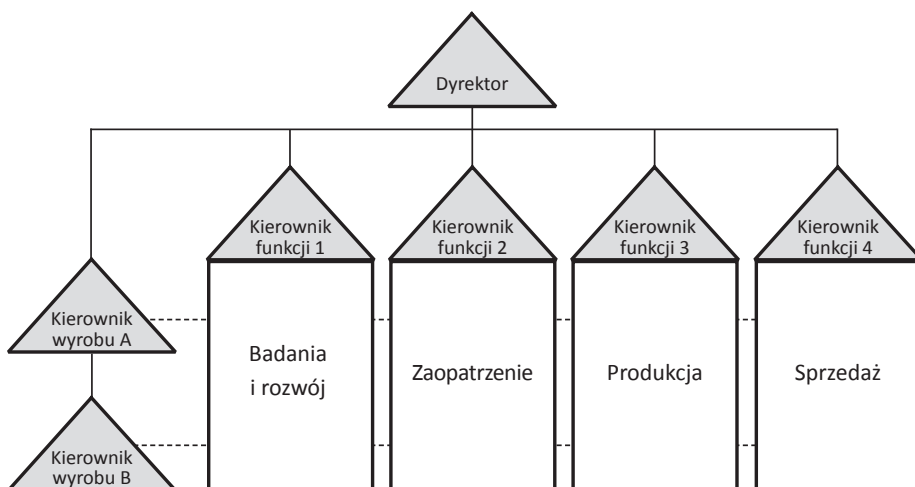 Dyrektor
Kierownik
funkcji 1
Kierownik
funkcji 2
Kierownik
funkcji 3
Kierownik
funkcji 4
Kierownik
wyrobu A
Badania
i rozwój
Zaopatrzenie
Produkcja
Sprzedaż
Kierownik
wyrobu B